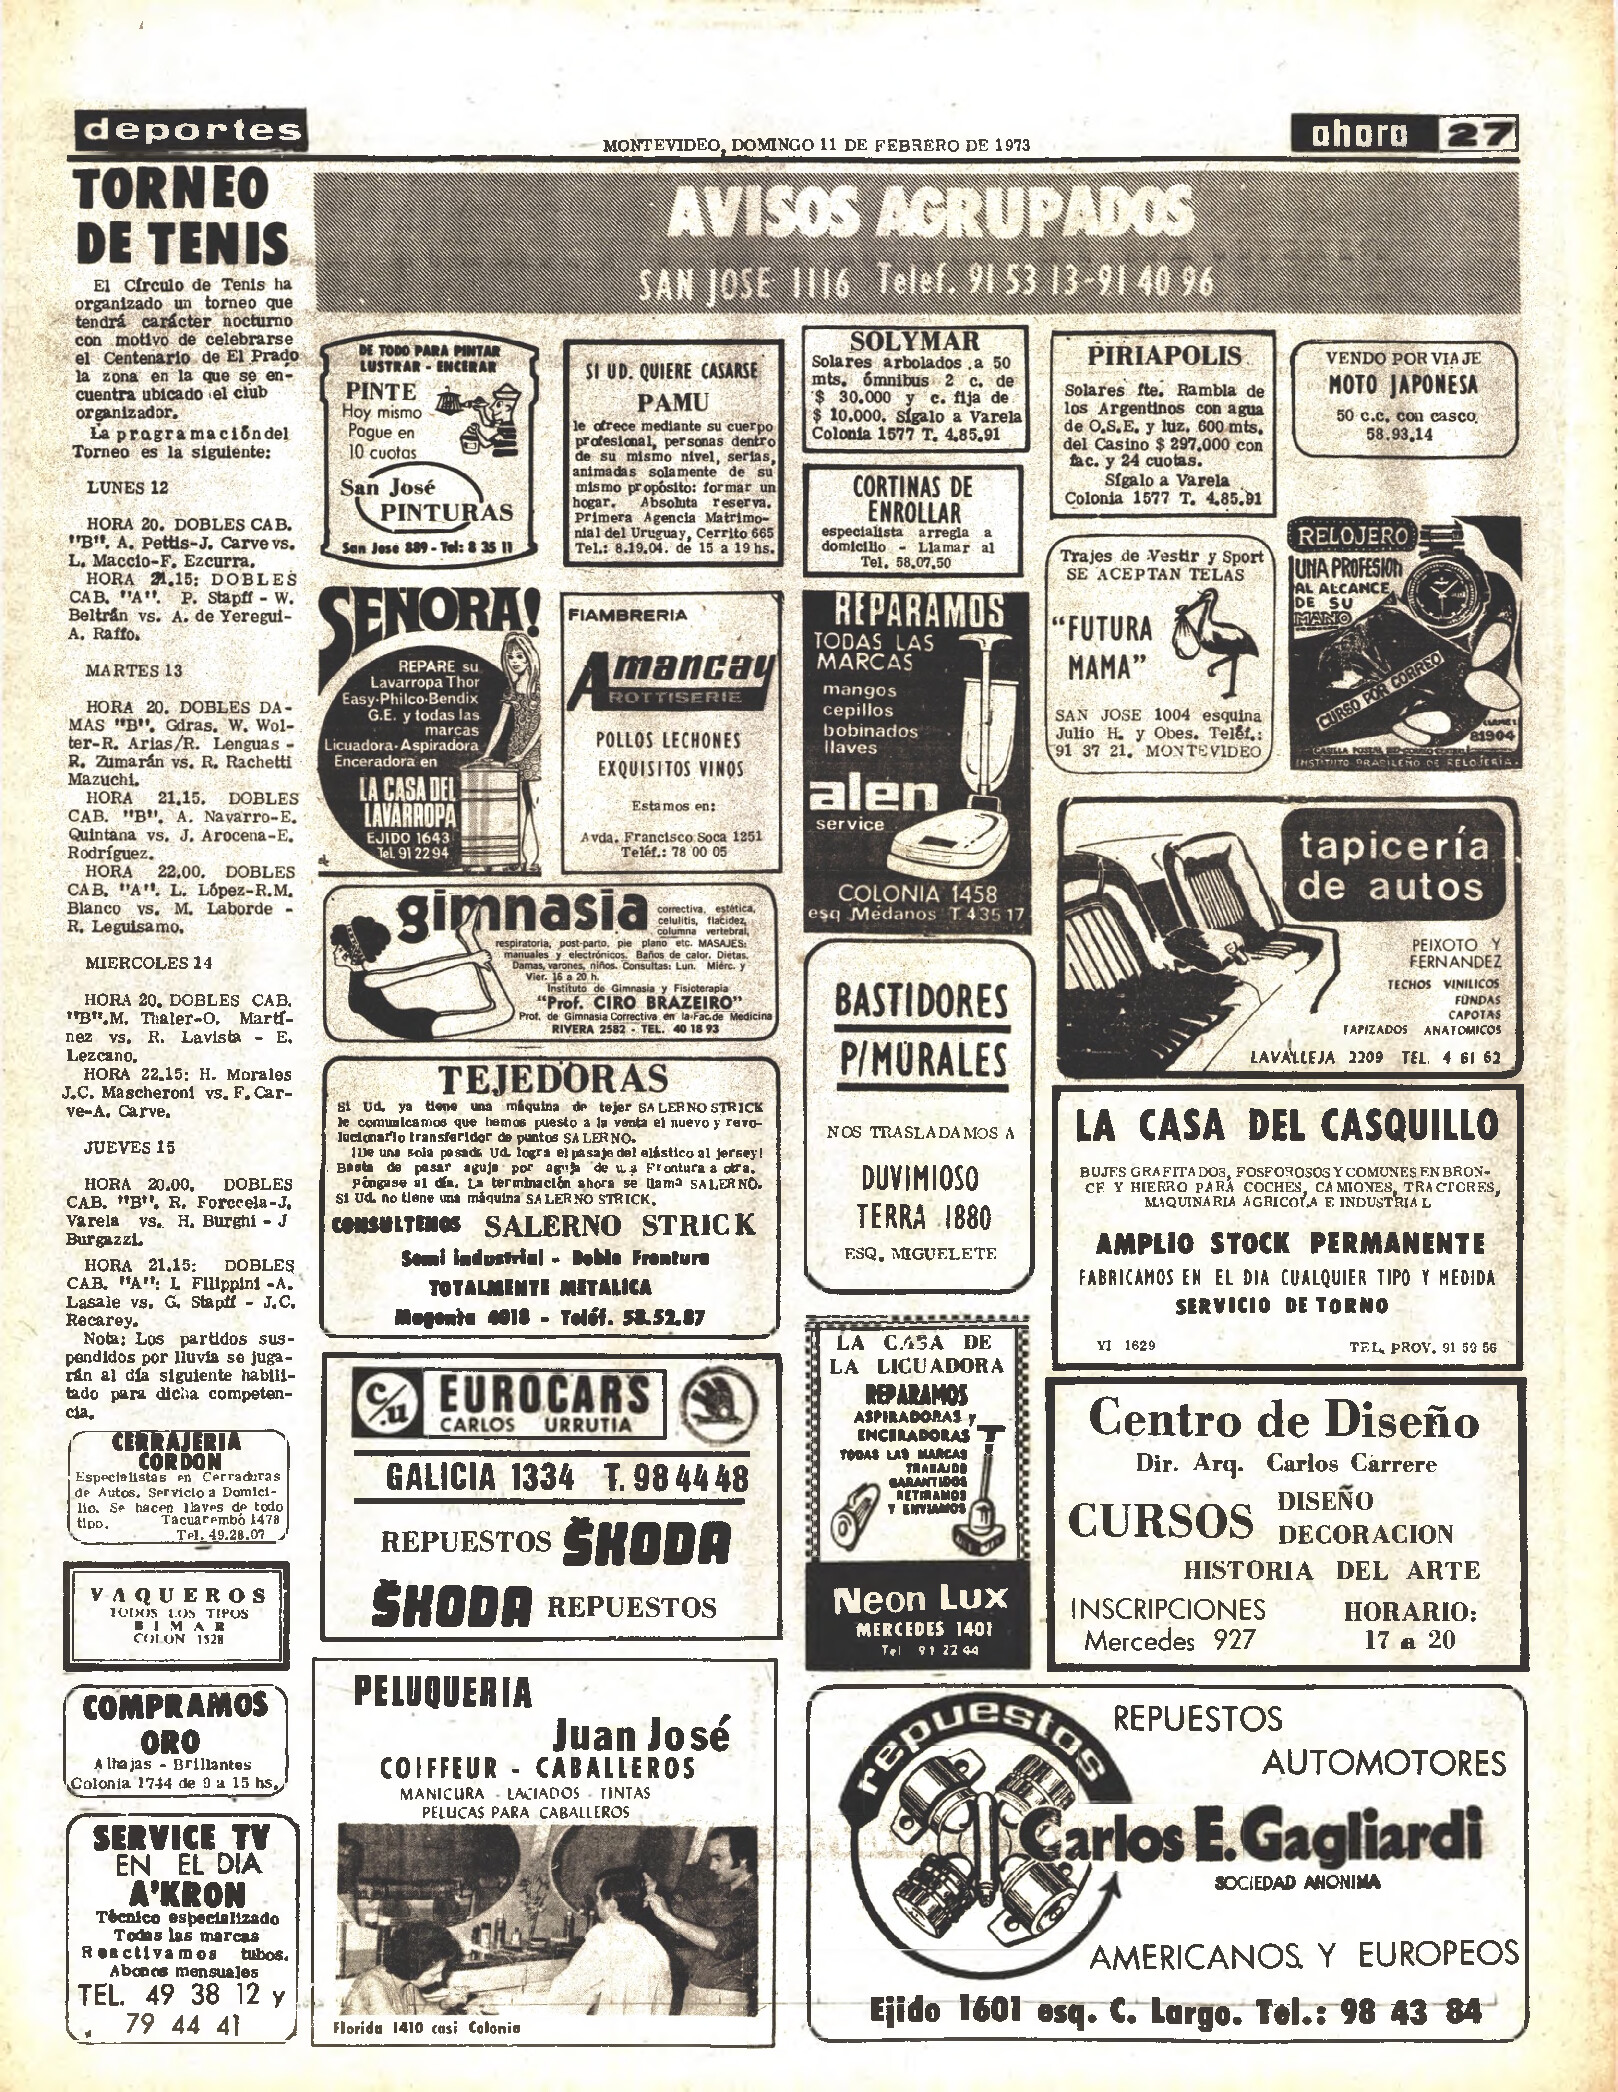 deportes
MONTEVIDEO, DOMINGO 11 DE FEBRERO DE 1973
ahora 27
TORNEO
DE TENIS
El Círculo de Tenis ha
organizado un torneo que
tendrá carácter nocturno
con motivo de celebrarse
el Centenario de El Prado
la zona en la que se en-
cuentra ubicado el club
organizador.
La programación del
Torneo es la siguiente:
LUNES 12
HORA 20. DOBLES CAB.
"B". A. Pettis-J. Carve vs.
L. Maccio-F. Ezcurra.
HORA 21.15: DOBLES
CAB. "A". P. Stapff - W.
Beltrán vs. A. de Yeregui-
A. Raffo.
MARTES 13
HORA 20. DOBLES DA-
MAS "B". Gdras. W. Wol-
ter-R. Arias/R. Lenguas -
R. Zumarán vs. R. Rachetti
Mazuchi.
HORA 21.15. DOBLES
CAB. "B". A. Navarro-E.
Quintana vs. J. Arocena-E.
Rodríguez.
HORA 22.00. DOBLES
CAB. "A". L. López-R.M.
Blanco vs. M. Laborde -
R. Leguisamo.
MIERCOLES 14
HORA 20. DOBLES CAB.
"B".M. Thaler-O. Martí-
nez vs. R. Lavista - E.
Lezcano.
HORA 22.15: H. Morales
J.C. Mascheroni vs. F. Car-
ve-A. Carve.
JUEVES 15
HORA 20.00. DOBLES
CAB. "B". R. Forccela-J.
Varela vs. H. Burghi - J
Burgazzi.
HORA 21.15: DOBLES
CAB. "A": I Filippini -A.
Lasale vs. G. Stapff - J.C.
Recarey.
Nota: Los partidos sus-
pendidos por lluvia se juga-
rán al día siguiente habili-
tado para dicha competen-
cia.
CERRAJERIA
CORDON
Especialistas en Cerraduras
de Autos. Servicio a Domici-
lio. Se hacen llaves de todo
tipo. Tacuarembó 1478
Tel. 49.28.07
VAQUEROS
TODOS LOS TIPOS
BIMAR
COLON 1528
COMPRAMOS
ORO
Alhajas - Brillantes
Colonia 1744 de 9 a 15 hs.
SERVICE TV
EN EL DIA
A'KRON
Técnico especializado
Todas las marcas
Reactivamos tubos.
Abonos mensuales
TEL. 49 38 12 y
79 44 41
AVISOS AGRUPADOS
SAN JOSE 1116 Telef. 91 53 13-91 40 96
DE TODO PARA PINTAR
LUSTRAR - ENCERAR
PINTE
Hoy mismo
Pague en
10 cuotas
San José
PINTURAS
San Jose 889 - Tel: 8 35 11
SI UD. QUIERE CASARSE
PAMU
le ofrece mediante su cuerpo
profesional, personas dentro
de su mismo nivel, serias,
animadas solamente de su
mismo propósito: formar un
hogar. Absoluta reserva.
Primera Agencia Matrimo-
nial del Uruguay, Cerrito 665
Tel.: 8.19.04. de 15 a 19 hs.
SOLYMAR
Solares arbolados a 50
mts. ómnibus 2 c. de
$ 30.000 y c. fija de
$ 10.000. Sígalo a Varela
Colonia 1577 T. 4.85.91
CORTINAS DE
ENROLLAR
especialista arregla a
domicilio - Llamar al
Tel. 58.07.50
PIRIAPOLIS
Solares fte. Rambla de
los Argentinos con agua
de O.S.E. y luz. 600 mts.
del Casino $ 297.000 con
fac. y 24 cuotas.
Sígalo a Varela
Colonia 1577 T. 4.85.91
VENDO POR VIAJE
MOTO JAPONESA
50 c.c. con casco.
58.93.14
SEÑORA!
REPARE su
Lavarropa Thor
Easy-Philco-Bendix
G.E. y todas las
marcas
Licuadora-Aspiradora
Enceradora en
LA CASA DEL
LAVARROPA
EJIDO 1643
Tel. 91 22 94
FIAMBRERIA
Amancay
ROTTISERIE
POLLOS LECHONES
EXQUISITOS VINOS
Estamos en:
Avda. Francisco Soca 1251
Teléf.: 78 00 05
REPARAMOS
TODAS LAS
MARCAS
mangos
cepillos
bobinados
llaves
alen
service
COLONIA 1458
esq Médanos T. 4 35 17
Trajes de Vestir y Sport
SE ACEPTAN TELAS
"FUTURA
MAMA"
SAN JOSE 1004 esquina
Julio H. y Obes. Teléf.:
91 37 21. MONTEVIDEO
RELOJERO
UNA PROFESION
AL ALCANCE
DE SU
MANO
CURSO POR CORREO
81904
INSTITUTO BRASILEÑO DE RELOJERIA
gimnasia
correctiva, estética,
celulitis, flacidez,
columna vertebral,
respiratoria, post-parto, pie plano etc. MASAJES:
manuales y electrónicos. Baños de calor. Dietas.
Damas, varones, niños. Consultas: Lun. Miérc. y
Vier. 16 a 20 h.
Instituto de Gimnasia y Fisioterapia
"Prof. CIRO BRAZEIRO"
Prof. de Gimnasia Correctiva en la Fac. de Medicina
RIVERA 2582 - TEL. 40 18 93
tapicería
de autos
PEIXOTO Y
FERNANDEZ
TECHOS VINILICOS
FUNDAS
CAPOTAS
TAPIZADOS ANATOMICOS
LAVALLEJA 2209 TEL. 4 61 62
BASTIDORES
P/MURALES
NOS TRASLADAMOS A
DUVIMIOSO
TERRA 1880
ESQ. MIGUELETE
TEJEDORAS
Si Ud. ya tiene una máquina de tejer SALERNO STRICK
le comunicamos que hemos puesto a la venta el nuevo y revo-
lucionario transferidor de puntos SALERNO.
¡De una sola pasada Ud. logra el pasaje del elástico al jersey!
Basta de pasar aguja por aguja de una Frontura a otra.
Póngase al día. La terminación ahora se llama SALERNO.
Si Ud. no tiene una máquina SALERNO STRICK.
CONSULTENOS SALERNO STRICK
Semi Industrial - Doble Frontura
TOTALMENTE METALICA
Magenta 4018 - Teléf. 58.52.87
LA CASA DEL CASQUILLO
BUJES GRAFITADOS, FOSFOROSOS Y COMUNES EN BRON-
CE Y HIERRO PARA COCHES, CAMIONES, TRACTORES,
MAQUINARIA AGRICOLA E INDUSTRIAL
AMPLIO STOCK PERMANENTE
FABRICAMOS EN EL DIA CUALQUIER TIPO Y MEDIDA
SERVICIO DE TORNO
YI 1629 TEL. PROV. 91 59 56
LA CASA DE
LA LICUADORA
REPARAMOS
ASPIRADORAS y
ENCERADORAS
TODAS LAS MARCAS
TRABAJOS
GARANTIDOS
RETIRAMOS
Y ENVIAMOS
Neon Lux
MERCEDES 1401
Tel 91 22 44
c/u EUROCARS
CARLOS URRUTIA
GALICIA 1334 T. 98 44 48
REPUESTOS ŠKODA
ŠKODA REPUESTOS
Centro de Diseño
Dir. Arq. Carlos Carrere
CURSOS DISEÑO
DECORACION
HISTORIA DEL ARTE
INSCRIPCIONES HORARIO:
Mercedes 927 17 a 20
PELUQUERIA
Juan José
COIFFEUR - CABALLEROS
MANICURA - LACIADOS - TINTAS
PELUCAS PARA CABALLEROS
Florida 1410 casi Colonia
repuestos
REPUESTOS
AUTOMOTORES
Carlos E. Gagliardi
SOCIEDAD ANONIMA
AMERICANOS Y EUROPEOS
Ejido 1601 esq. C. Largo. Tel.: 98 43 84